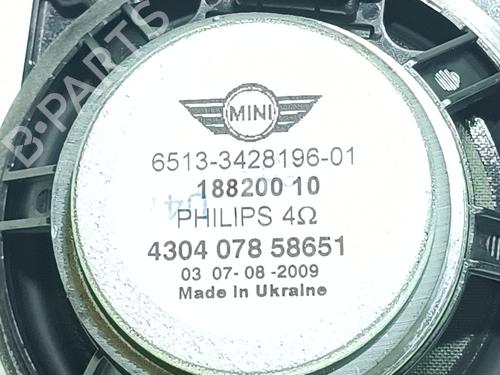 MINI
6513-3428196-01
188200 10
PHILIPS 4Ω
4304 078 58651
03 07-08-2009
Made in Ukraine
B-PARTS